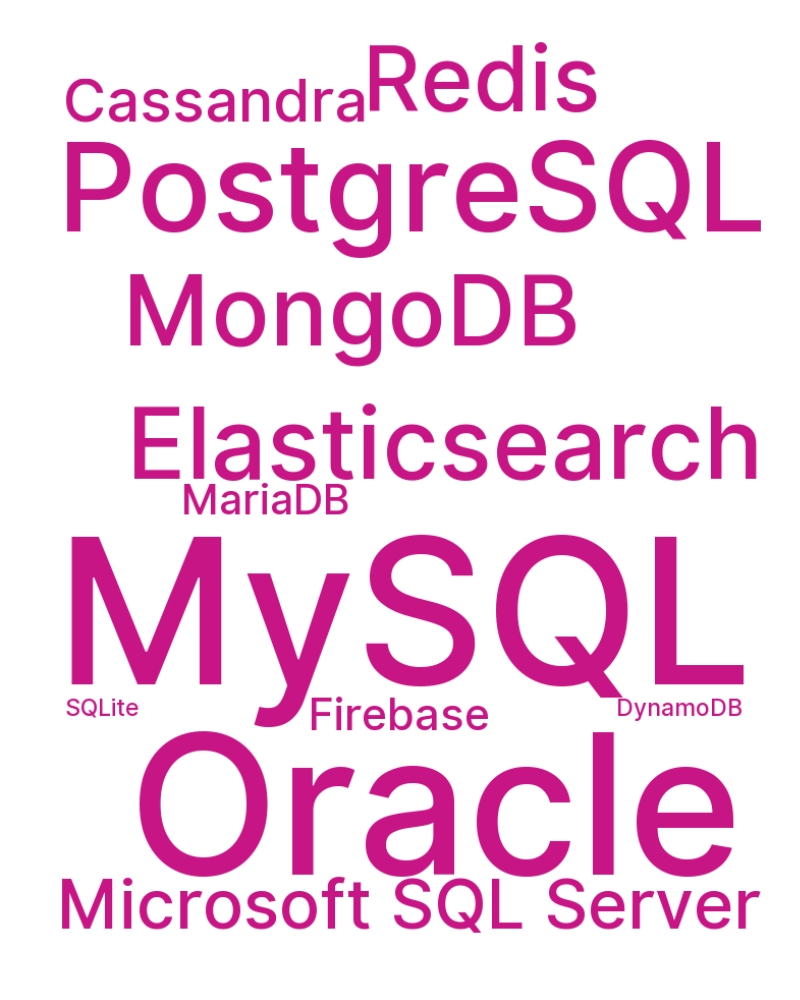 Cassandra Redis
PostgreSQL
MongoDB
Elasticsearch
MariaDB
MySQL
SQLite Firebase DynamoDB
Oracle
Microsoft SQL Server